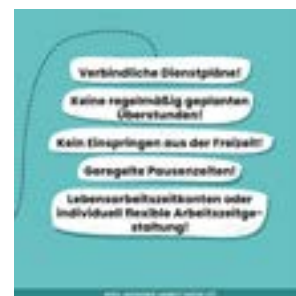 Verbindliche Dienstpläne!
Keine regelmäßig geplanten
Überstunden!
Kein Einspringen aus der Freizeit!
Geregelte Pausenzeiten!
Lebensarbeitszeitkonten oder
individuell flexible Arbeitszeitge-
staltung!